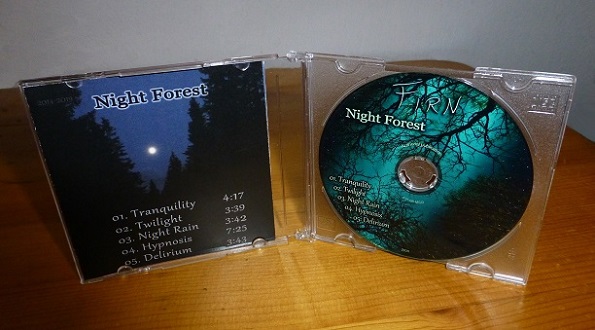 Night Forest
01. Tranquility 4:17
02. Twilight 3:39
03. Night Rain 3:42
04. Hypnosis 7:25
05. Delirium 3:43
FIRN
Night Forest
01. Tranquility
02. Twilight
03. Night Rain
04. Hypnosis
05. Delirium